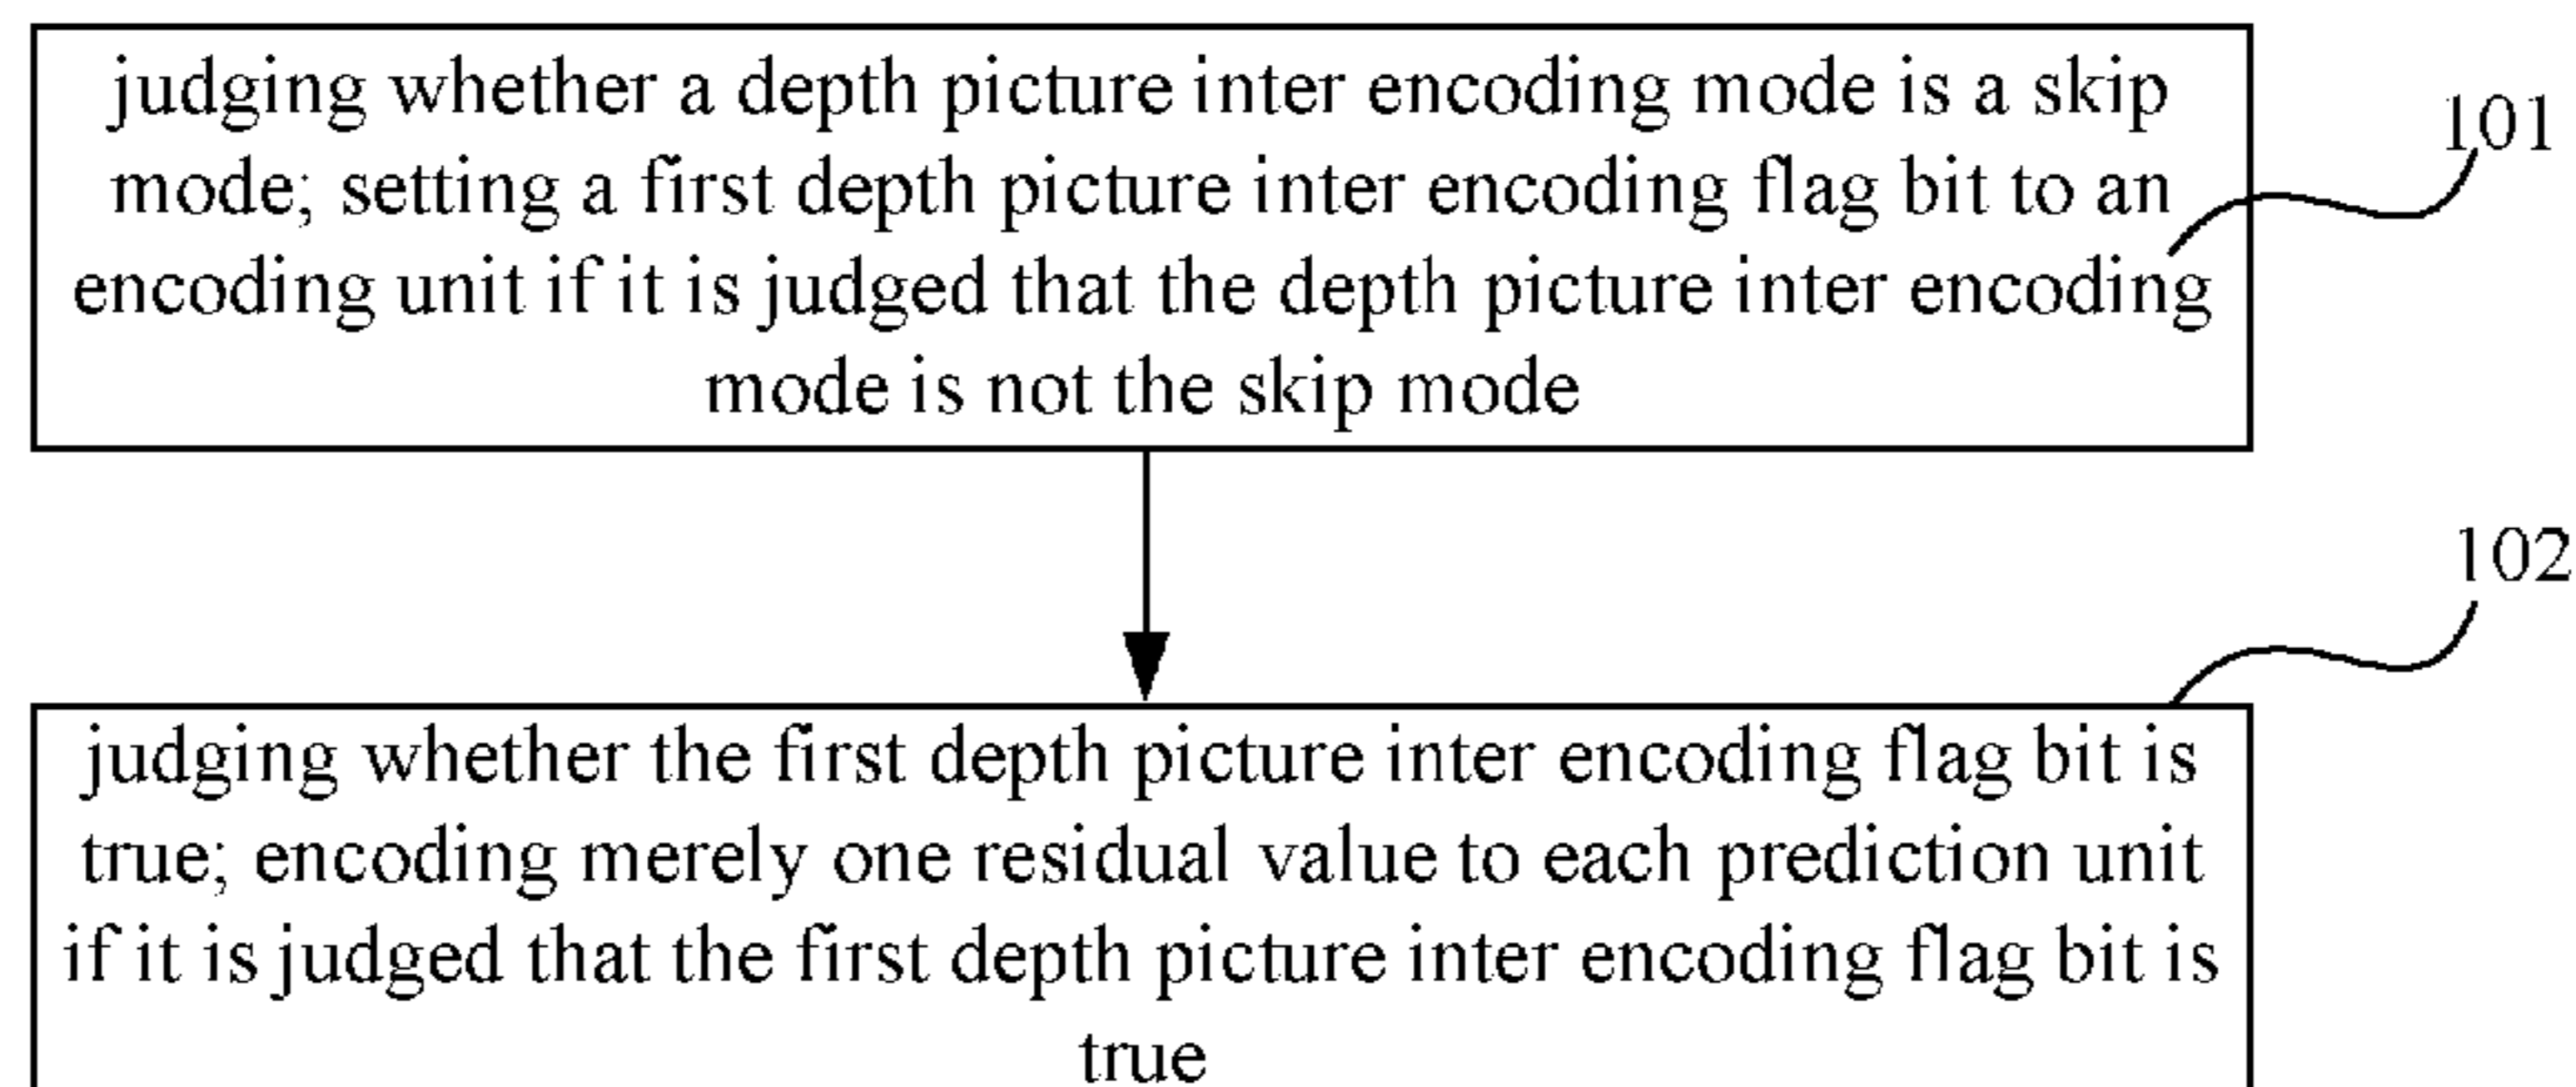 judging whether a depth picture inter encoding mode is a skip
mode; setting a first depth picture inter encoding flag bit to an
encoding unit if it is judged that the depth picture inter encoding
mode is not the skip mode
101
102
judging whether the first depth picture inter encoding flag bit is
true; encoding merely one residual value to each prediction unit
if it is judged that the first depth picture inter encoding flag bit is
true